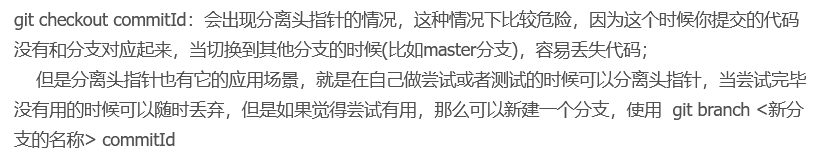 git checkout commitId：会出现分离头指针的情况，这种情况下比较危险，因为这个时候你提交的代码
没有和分支对应起来，当切换到其他分支的时候(比如master分支)，容易丢失代码；
但是分离头指针也有它的应用场景，就是在自己做尝试或者测试的时候可以分离头指针，当尝试完毕
没有用的时候可以随时丢弃，但是如果觉得尝试有用，那么可以新建一个分支，使用  git branch <新分
支的名称> commitId